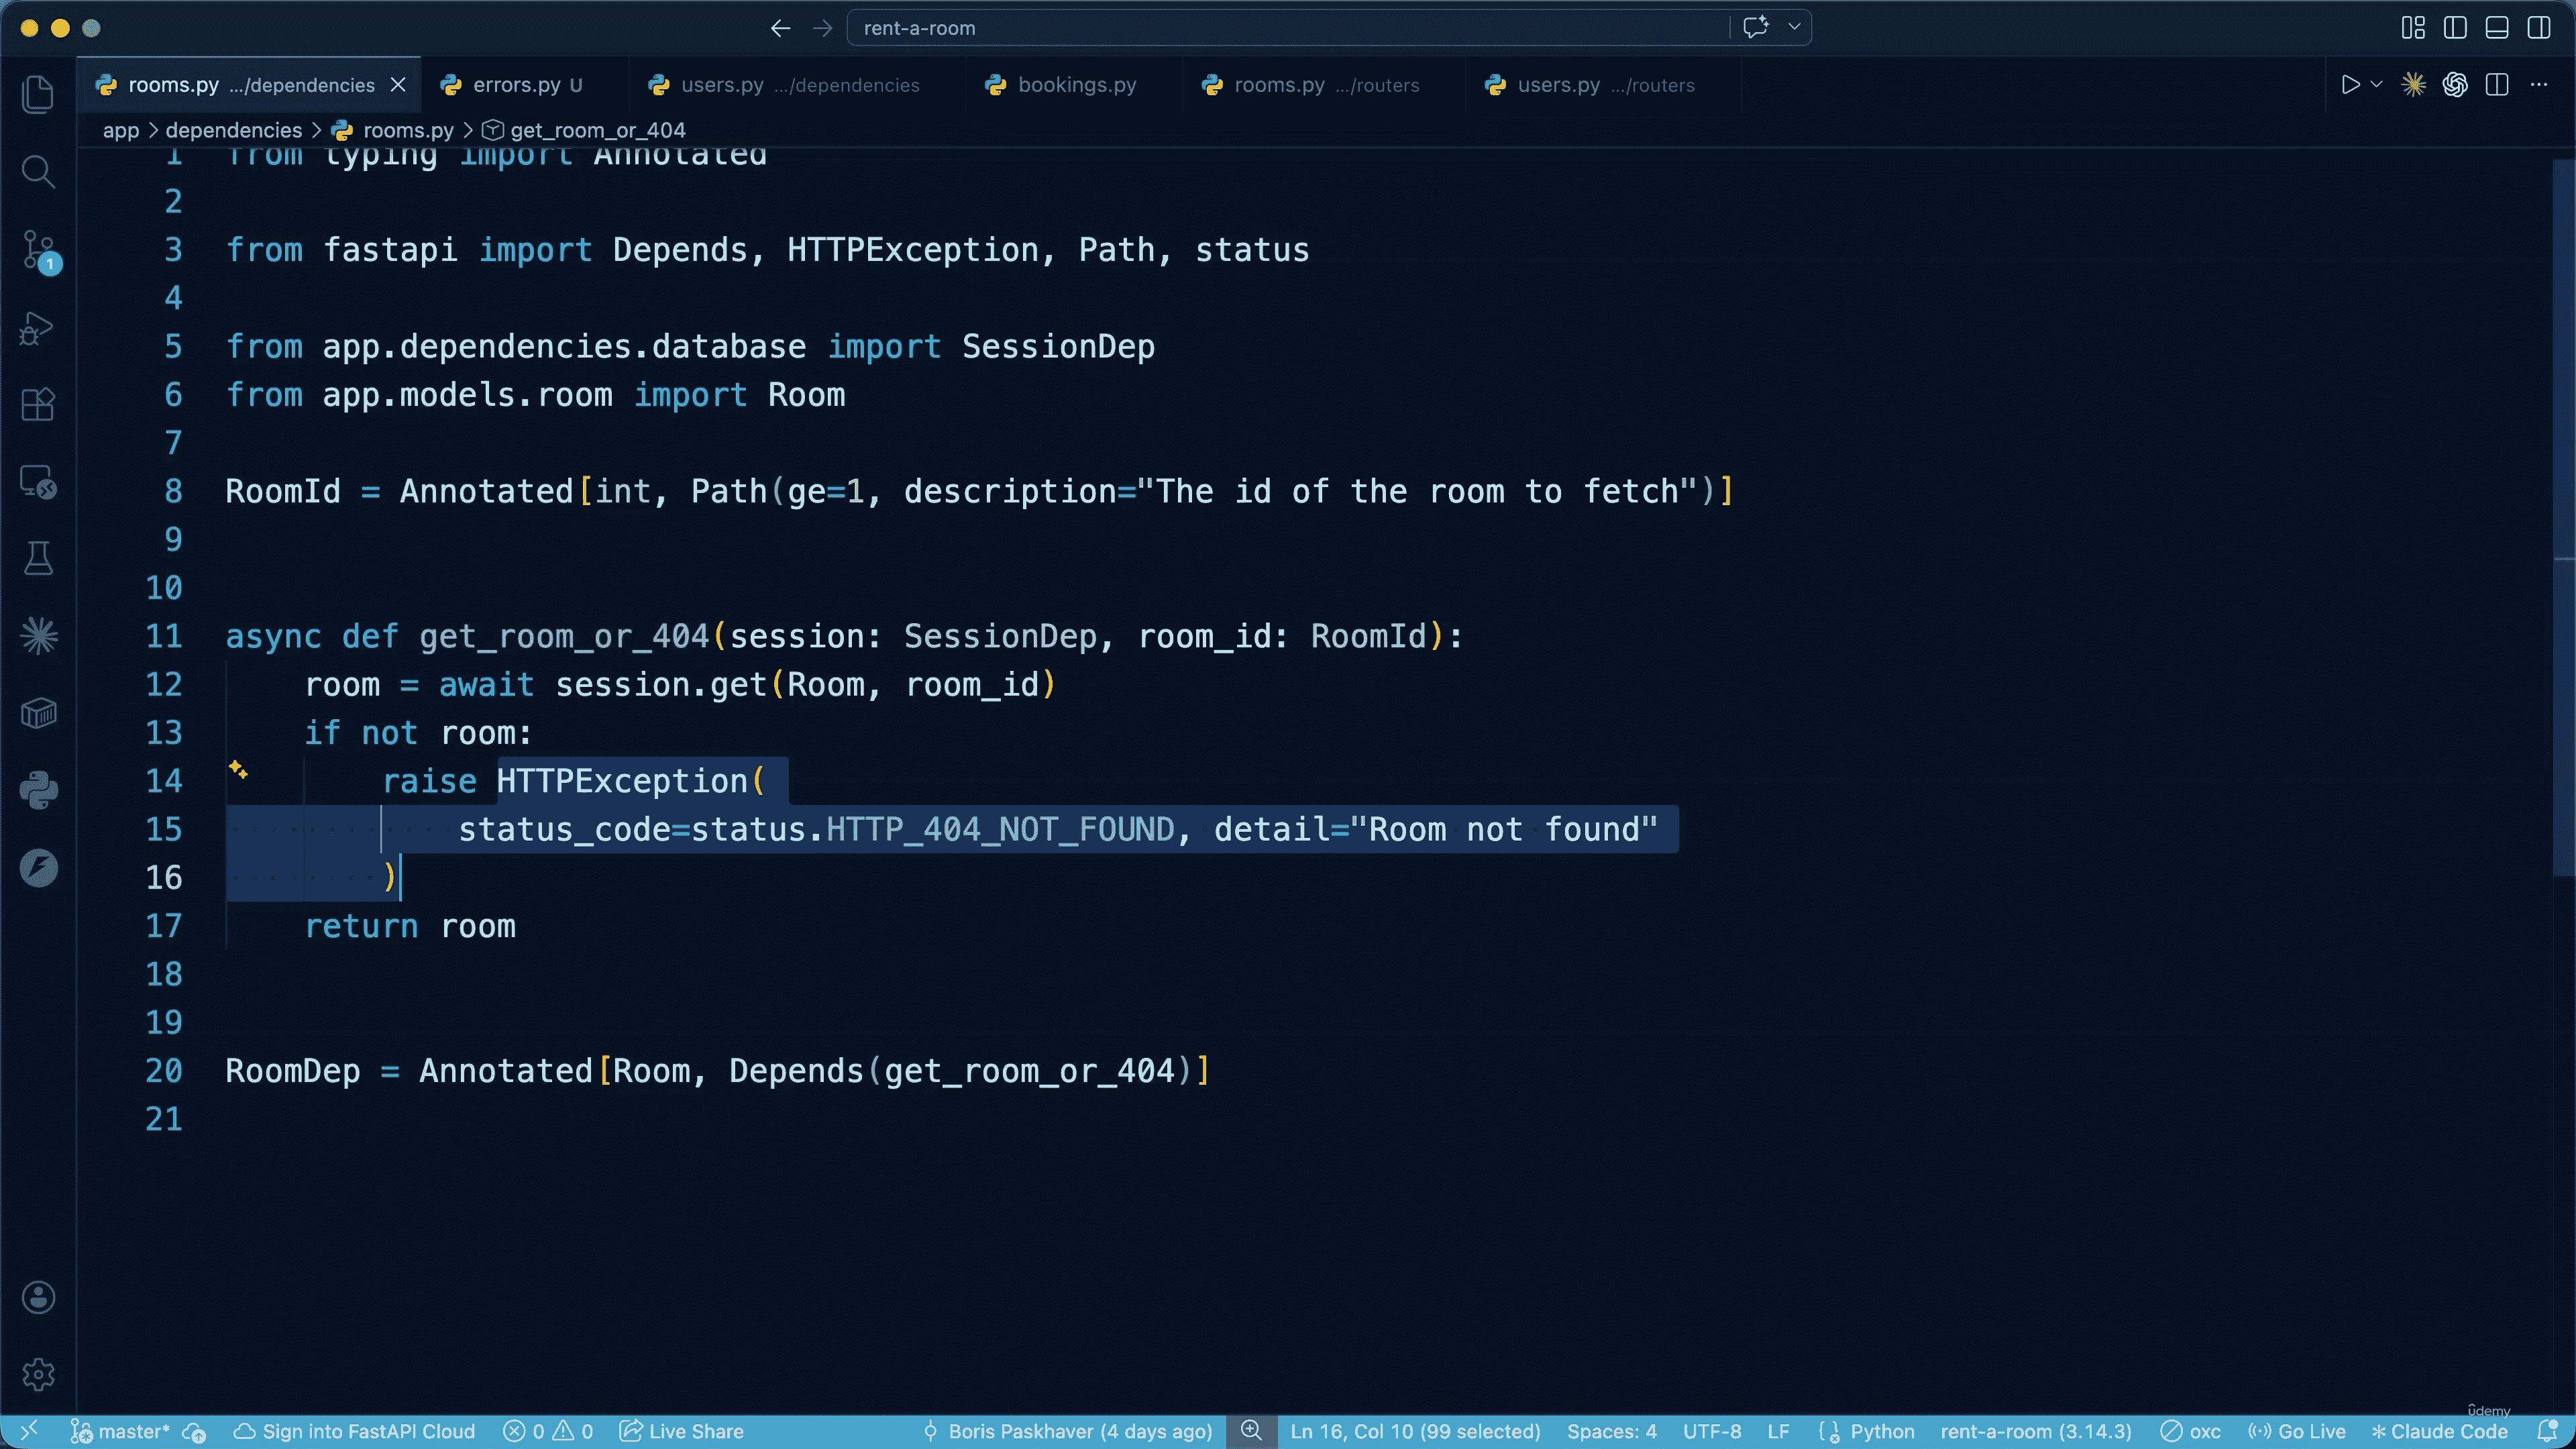 rent-a-room
rooms.py .../dependencies errors.py U users.py .../dependencies bookings.py rooms.py .../routers users.py .../routers
app > dependencies > rooms.py > get_room_or_404
1 from typing import Annotated
2
3 from fastapi import Depends, HTTPException, Path, status
4
5 from app.dependencies.database import SessionDep
6 from app.models.room import Room
7
8 RoomId = Annotated[int, Path(ge=1, description="The id of the room to fetch")]
9
10
11 async def get_room_or_404(session: SessionDep, room_id: RoomId):
12     room = await session.get(Room, room_id)
13     if not room:
14         raise HTTPException(
15             status_code=status.HTTP_404_NOT_FOUND, detail="Room not found"
16         )
17     return room
18
19
20 RoomDep = Annotated[Room, Depends(get_room_or_404)]
21
1
udemy
master* Sign into FastAPI Cloud 0 0 Live Share Boris Paskhaver (4 days ago) Ln 16, Col 10 (99 selected) Spaces: 4 UTF-8 LF Python rent-a-room (3.14.3) oxc Go Live Claude Code